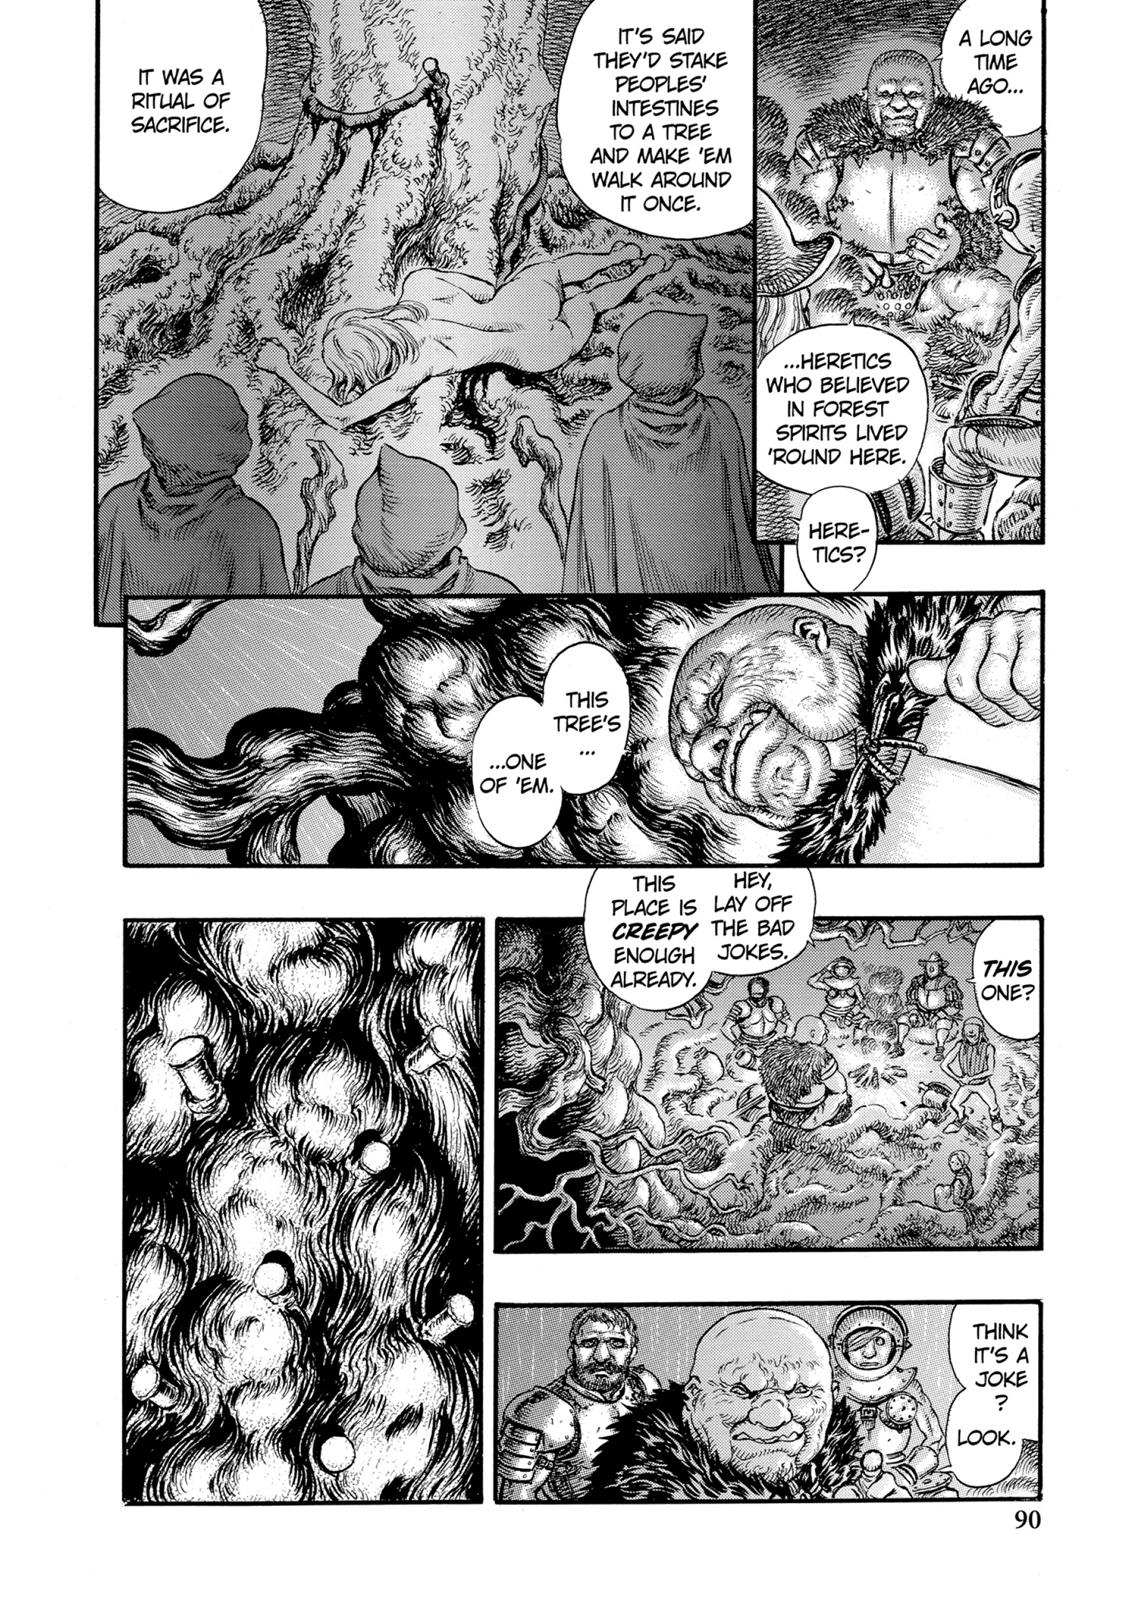 A LONG
TIME
AGO...
...HERETICS
WHO BELIEVED
IN FOREST
SPIRITS LIVED
'ROUND HERE.
HERE-
TICS?
IT'S SAID
THEY'D STAKE
PEOPLES'
INTESTINES
TO A TREE
AND MAKE 'EM
WALK AROUND
IT ONCE.
IT WAS A
RITUAL OF
SACRIFICE.
THIS
TREE'S
...
...ONE
OF 'EM.
THIS
ONE?
HEY,
LAY OFF
THE BAD
JOKES.
THIS
PLACE IS
CREEPY
ENOUGH
ALREADY.
THINK
IT'S A
JOKE
?
LOOK.
90